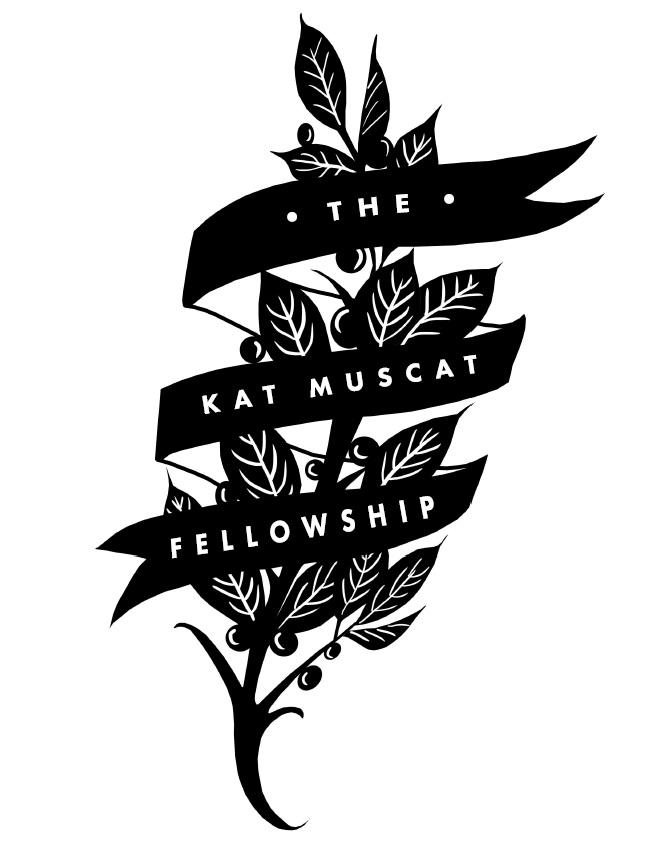 • THE •
KAT MUSCAT
FELLOWSHIP